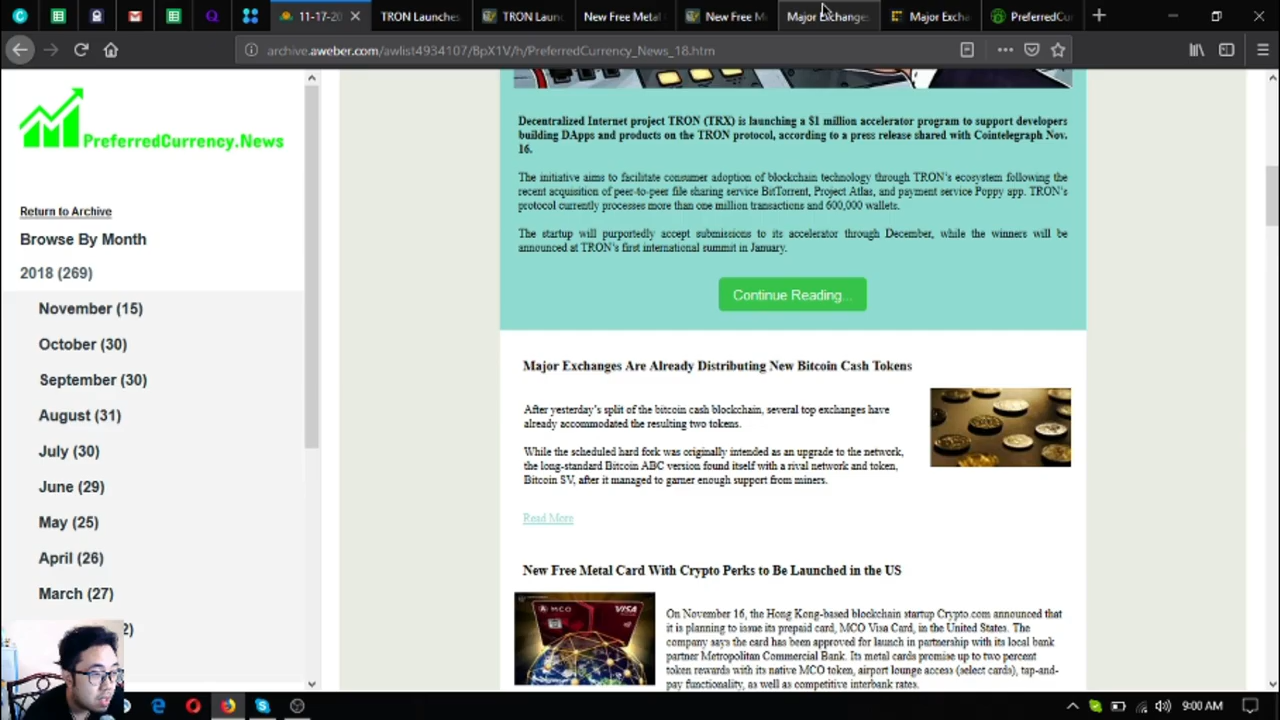 11-17-20
TRON Launches
TRON Laun
New Free Metal
New Free M
Major Exchanges
Major Excha
PreferredCur
archive.aweber.com/awlist4934107/8pX1V/h/PreferredCurrency_News_18.htm
PreferredCurrency.News
Return to Archive
Browse By Month
2018 (269)
November (15)
October (30)
September (30)
August (31)
July (30)
June (29)
May (25)
April (26)
March (27)
2)
Decentralized Internet project TRON (TRX) is launching a $1 million accelerator program to support developers
building DApps and products on the TRON protocol, according to a press release shared with Cointelegraph Nov.
16.
The initiative aims to facilitate consumer adoption of blockchain technology through TRON's ecosystem following the
recent acquisition of peer-to-peer file sharing service BitTorrent, Project Atlas, and payment service Poppy app. TRON's
protocol currently processes more than one million transactions and 600,000 wallets.
The startup will purportedly accept submissions to its accelerator through December, while the winners will be
announced at TRON's first international summit in January.
Continue Reading...
Major Exchanges Are Already Distributing New Bitcoin Cash Tokens
After yesterday's split of the bitcoin cash blockchain, several top exchanges have
already accommodated the resulting two tokens.
While the scheduled hard fork was originally intended as an upgrade to the network,
the long-standard Bitcoin ABC version found itself with a rival network and token,
Bitcoin SV, after it managed to garner enough support from miners.
Read More
New Free Metal Card With Crypto Perks to Be Launched in the US
MCO
VISA
On November 16, the Hong Kong-based blockchain startup Crypto.com announced that
it is planning to issue its prepaid card, MCO Visa Card, in the United States. The
company says the card has been approved for launch in partnership with its local bank
partner Metropolitan Commercial Bank. Its metal cards promise up to two percent
token rewards with its native MCO token, airport lounge access (select cards), tap-and-
pay functionality, as well as competitive interbank rates.
9:00 AM